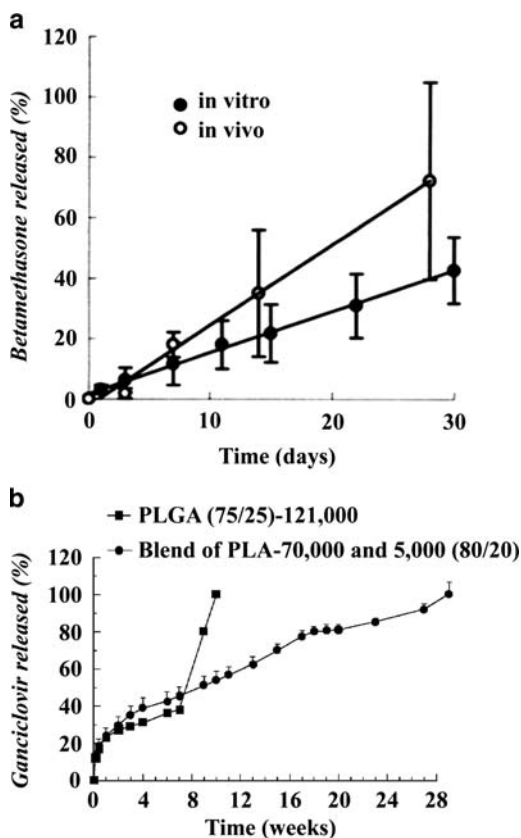 a
Betamethasone released (%)
120
100
80
60
40
20
0
in vitro
in vivo
0 10 20 30
Time (days)
b
PLGA (75/25)-121,000
Blend of PLA-70,000 and 5,000 (80/20)
Ganciclovir released (%)
120
100
80
60
40
20
0
0 4 8 12 16 20 24 28
Time (weeks)